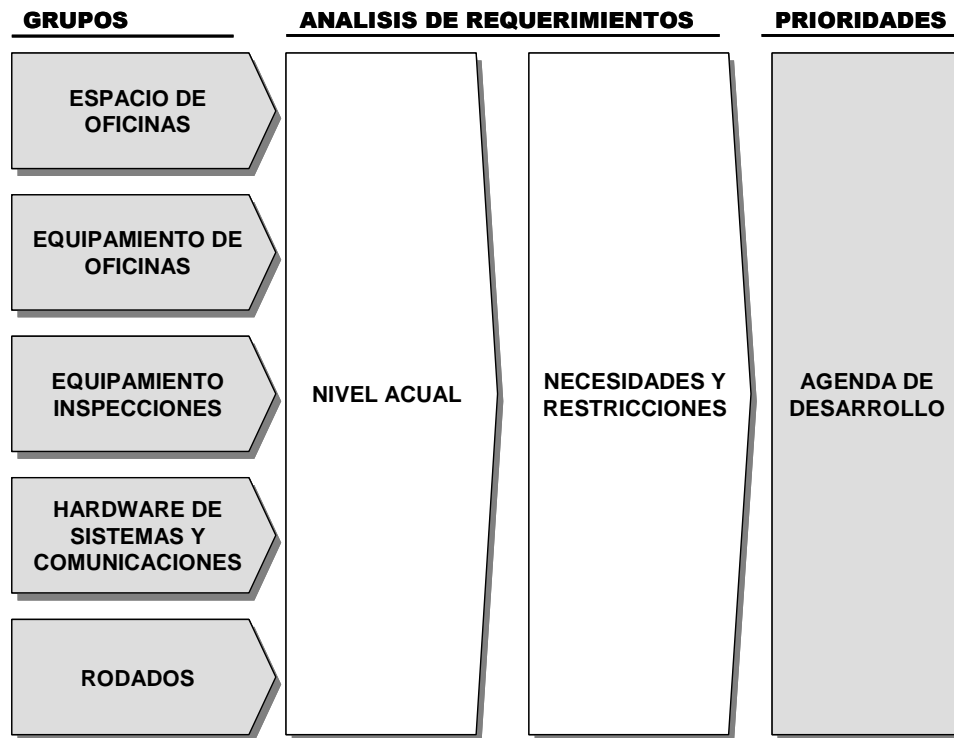 GRUPOS
ANALISIS DE REQUERIMIENTOS
PRIORIDADES
ESPACIO DE
OFICINAS
EQUIPAMIENTO DE
OFICINAS
EQUIPAMIENTO
INSPECCIONES
HARDWARE DE
SISTEMAS Y
COMUNICACIONES
RODADOS
NIVEL ACUAL
NECESIDADES Y
RESTRICCIONES
AGENDA DE
DESARROLLO